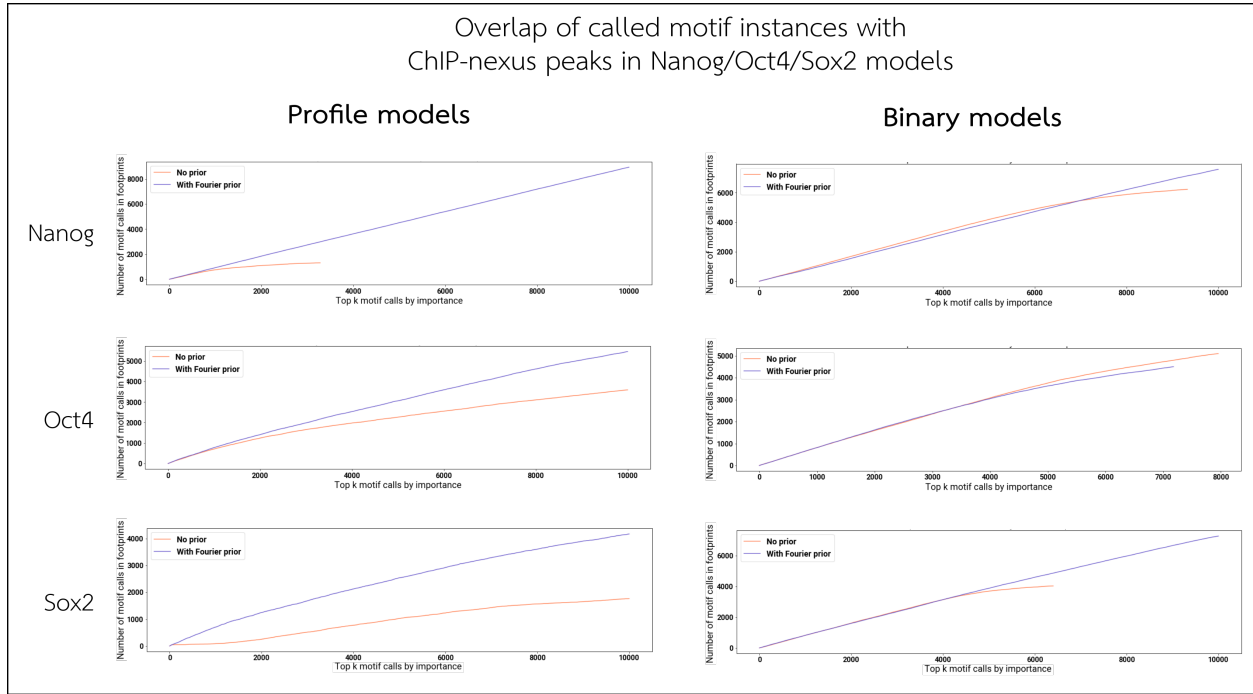 Overlap of called motif instances with
ChIP-nexus peaks in Nanog/Oct4/Sox2 models
Profile models
Binary models
Nanog
Number of motif calls in footprints
8000
6000
4000
2000
0
No prior
With Fourier prior
0 2000 4000 6000 8000 10000
Top k motif calls by importance
Number of motif calls in footprints
6000
4000
2000
0
No prior
With Fourier prior
0 2000 4000 6000 8000 10000
Top k motif calls by importance
Oct4
Number of motif calls in footprints
5000
4000
3000
2000
1000
0
No prior
With Fourier prior
0 2000 4000 6000 8000 10000
Top k motif calls by importance
Number of motif calls in footprints
5000
4000
3000
2000
1000
0
No prior
With Fourier prior
0 1000 2000 3000 4000 5000 6000 7000 8000
Top k motif calls by importance
Sox2
Number of motif calls in footprints
4000
3000
2000
1000
0
No prior
With Fourier prior
0 2000 4000 6000 8000 10000
Top k motif calls by importance
Number of motif calls in footprints
6000
4000
2000
0
No prior
With Fourier prior
0 2000 4000 6000 8000 10000
Top k motif calls by importance